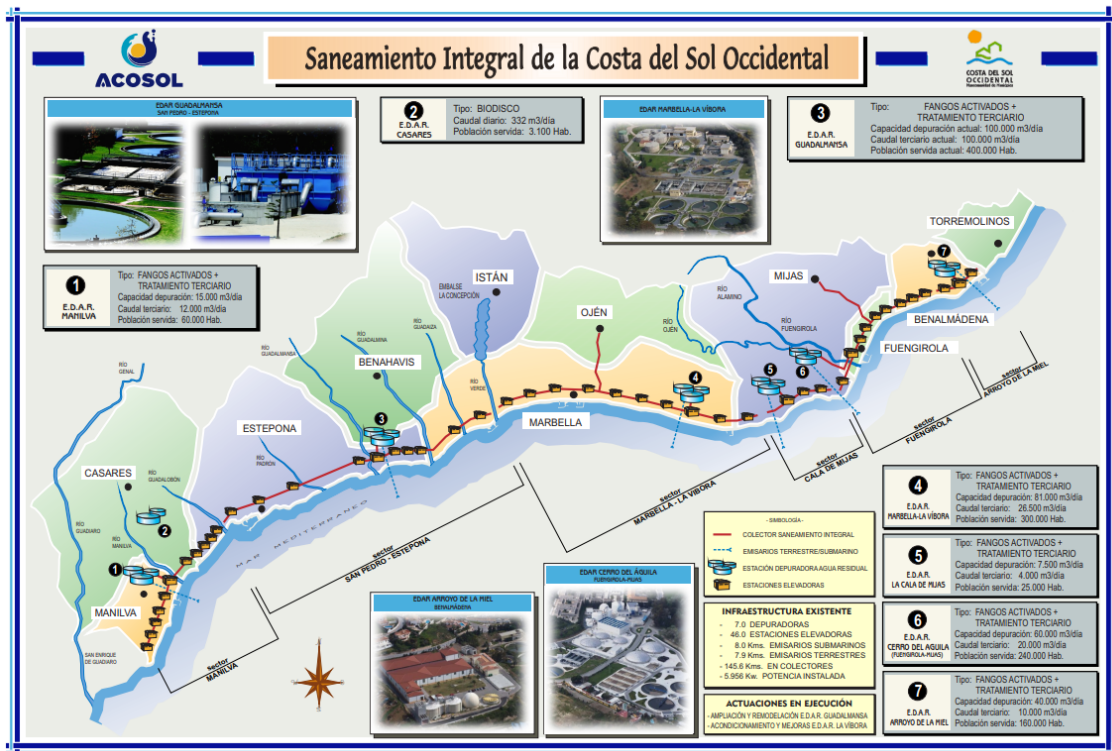 ACOSOL
Saneamiento Integral de la Costa del Sol Occidental
COSTA DEL SOL
OCCIDENTAL
EDAR GUADALMANSA
SAN PEDRO - ESTEPONA
2
E.D.A.R.
CASARES
Tipo: BIODISCO
Caudal diario: 332 m3/día
Población servida: 3.100 Hab.
EDAR MARBELLA-LA VÍBORA
3
E.D.A.R.
GUADALMANSA
Tipo: FANGOS ACTIVADOS +
TRATAMIENTO TERCIARIO
Capacidad depuración actual: 100.000 m3/día
Caudal terciario actual: 100.000 m3/día
Población servida actual: 400.000 Hab.
1
E.D.A.R.
MANILVA
Tipo: FANGOS ACTIVADOS +
TRATAMIENTO TERCIARIO
Capacidad depuración: 15.000 m3/día
Caudal terciario: 12.000 m3/día
Población servida: 60.000 Hab.
TORREMOLINOS
7
MIJAS
ISTÁN
EMBALSE
LA CONCEPCIÓN
RÍO
ALAMINO
OJÉN
RÍO
OJÉN
RÍO
FUENGIROLA
BENALMÁDENA
RÍO
GUADAIZA
RÍO
GUADALMINA
RÍO
GUADALMANSA
FUENGIROLA
BENAHAVIS
6
5
RÍO
GENAL
RÍO
VERDE
4
sector
ARROYO DE LA MIEL
3
MARBELLA
ESTEPONA
sector
FUENGIROLA
RÍO
PADRÓN
CASARES
RÍO
GUADALOBÓN
sector
CALA DE MIJAS
sector
MARBELLA - LA VIBORA
MAR MEDITERRANEO
2
RÍO
GUADIARO
RÍO
MANILVA
sector
SAN PEDRO - ESTEPONA
1
MANILVA
SAN ENRIQUE
DE GUADIARO
sector
MANILVA
EDAR ARROYO DE LA MIEL
BENALMÁDENA
EDAR CERRO DEL ÁGUILA
FUENGIROLA-MIJAS
- SIMBOLOGÍA -
COLECTOR SANEAMIENTO INTEGRAL
EMISARIOS TERRESTRE/SUBMARINO
ESTACIÓN DEPURADORA AGUA RESIDUAL
ESTACIONES ELEVADORAS
INFRAESTRUCTURA EXISTENTE
- 7.0 DEPURADORAS
- 46.0 ESTACIONES ELEVADORAS
- 8.0 Kms. EMISARIOS SUBMARINOS
- 7.9 Kms. EMISARIOS TERRESTRES
- 145.6 Kms. EN COLECTORES
- 5.956 Kw. POTENCIA INSTALADA
ACTUACIONES EN EJECUCIÓN
- AMPLIACIÓN Y REMODELACIÓN E.D.A.R. GUADALMANSA
- ACONDICIONAMIENTO Y MEJORAS E.D.A.R. LA VÍBORA
4
E.D.A.R.
MARBELLA-LA VÍBORA
Tipo: FANGOS ACTIVADOS +
TRATAMIENTO TERCIARIO
Capacidad depuración: 81.000 m3/día
Caudal terciario: 26.500 m3/día
Población servida: 300.000 Hab.
5
E.D.A.R.
LA CALA DE MIJAS
Tipo: FANGOS ACTIVADOS +
TRATAMIENTO TERCIARIO
Capacidad depuración: 7.500 m3/día
Caudal terciario: 4.000 m3/día
Población servida: 25.000 Hab.
6
E.D.A.R.
CERRO DEL AGUILA
(FUENGIROLA-MIJAS)
Tipo: FANGOS ACTIVADOS +
TRATAMIENTO TERCIARIO
Capacidad depuración: 60.000 m3/día
Caudal terciario: 20.000 m3/día
Población servida: 240.000 Hab.
7
E.D.A.R.
ARROYO DE LA MIEL
Tipo: FANGOS ACTIVADOS +
TRATAMIENTO TERCIARIO
Capacidad depuración: 40.000 m3/día
Caudal terciario: 10.000 m3/día
Población servida: 160.000 Hab.